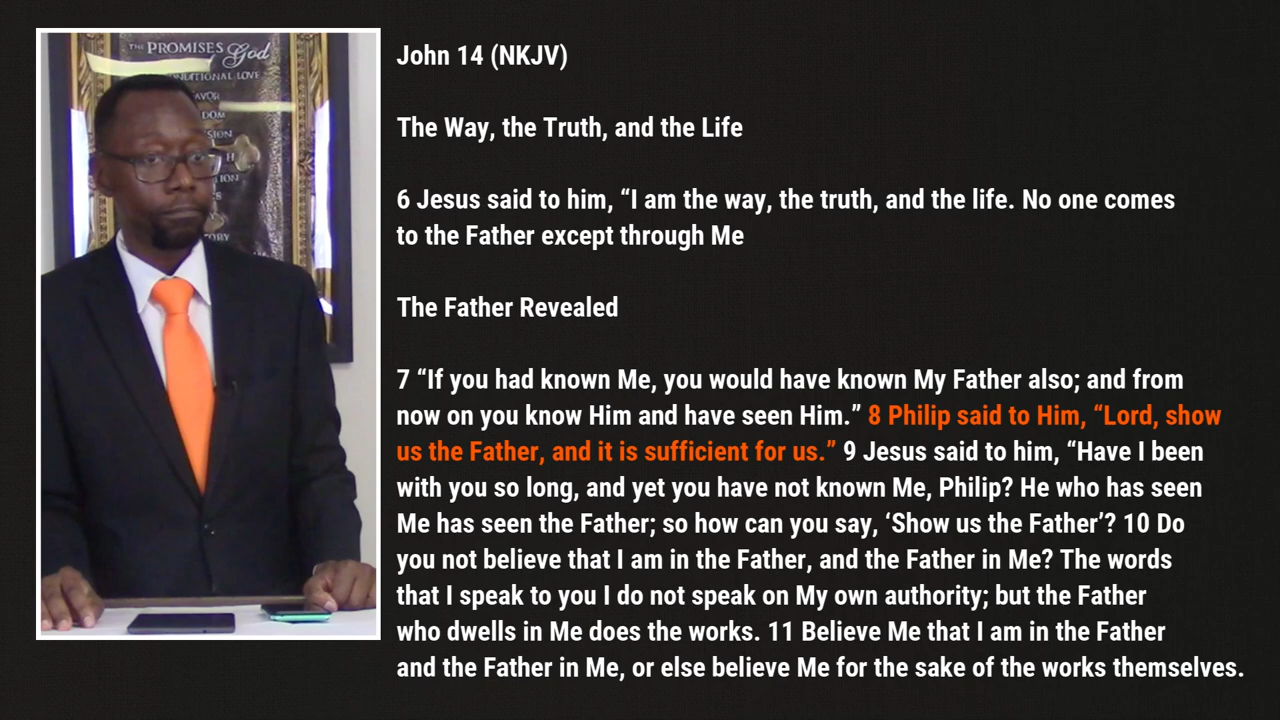 THE PROMISES of God
NDITIONAL LOVE
John 14 (NKJV)
The Way, the Truth, and the Life
6 Jesus said to him, “I am the way, the truth, and the life. No one comes
to the Father except through Me
The Father Revealed
7 “If you had known Me, you would have known My Father also; and from
now on you know Him and have seen Him.” 8 Philip said to Him, “Lord, show
us the Father, and it is sufficient for us.” 9 Jesus said to him, “Have I been
with you so long, and yet you have not known Me, Philip? He who has seen
Me has seen the Father; so how can you say, ‘Show us the Father’? 10 Do
you not believe that I am in the Father, and the Father in Me? The words
that I speak to you I do not speak on My own authority; but the Father
who dwells in Me does the works. 11 Believe Me that I am in the Father
and the Father in Me, or else believe Me for the sake of the works themselves.